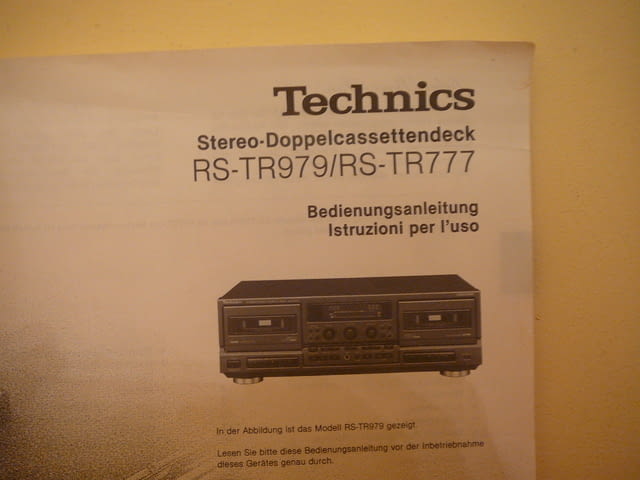 Technics
Stereo-Doppelcassettendeck
RS-TR979/RS-TR777
Bedienungsanleitung
Istruzioni per l'uso
Technics
In der Abbildung ist das Modell RS-TR979 gezeigt.
Lesen Sie bitte diese Bedienungsanleitung vor der Inbetriebnahme
dieses Gerätes genau durch.